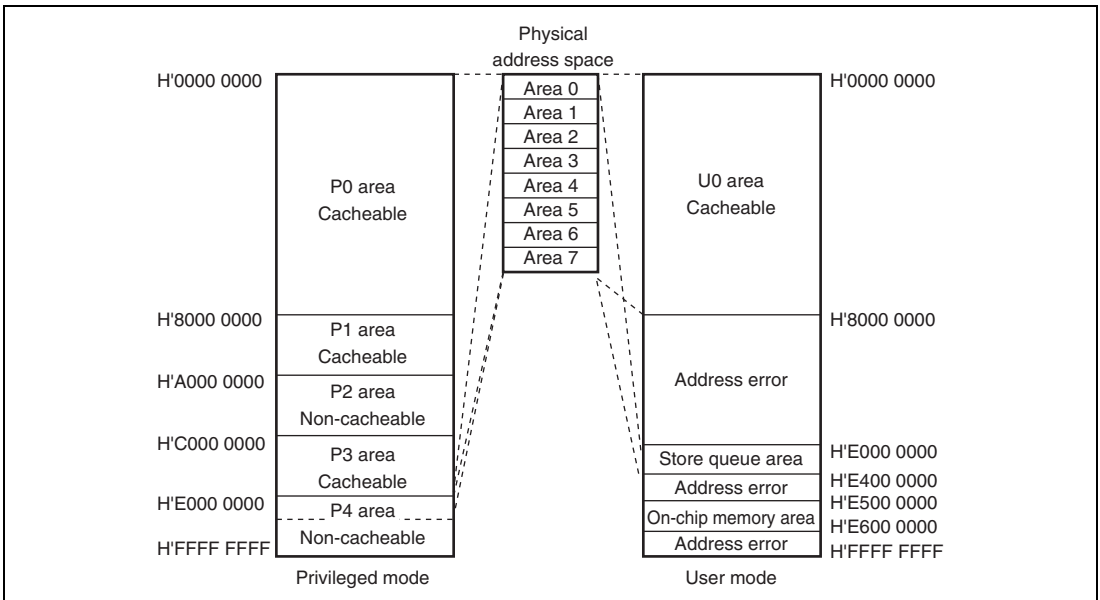 Physical
address space
H'0000 0000
H'8000 0000
H'A000 0000
H'C000 0000
H'E000 0000
H'FFFF FFFF
P0 area
Cacheable
P1 area
Cacheable
P2 area
Non-cacheable
P3 area
Cacheable
P4 area
Non-cacheable
Privileged mode
Area 0
Area 1
Area 2
Area 3
Area 4
Area 5
Area 6
Area 7
U0 area
Cacheable
Address error
Store queue area
Address error
On-chip memory area
Address error
User mode
H'0000 0000
H'8000 0000
H'E000 0000
H'E400 0000
H'E500 0000
H'E600 0000
H'FFFF FFFF